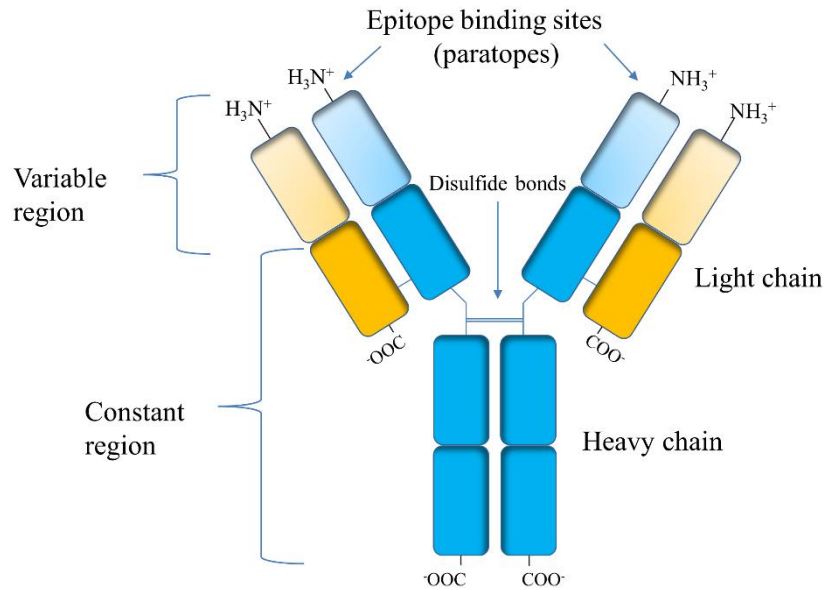 Epitope binding sites
(paratopes)
H₃N⁺
H₃N⁺
NH₃⁺
NH₃⁺
Variable
region
Disulfide bonds
Light chain
⁻OOC
COO⁻
Constant
region
Heavy chain
⁻OOC
COO⁻